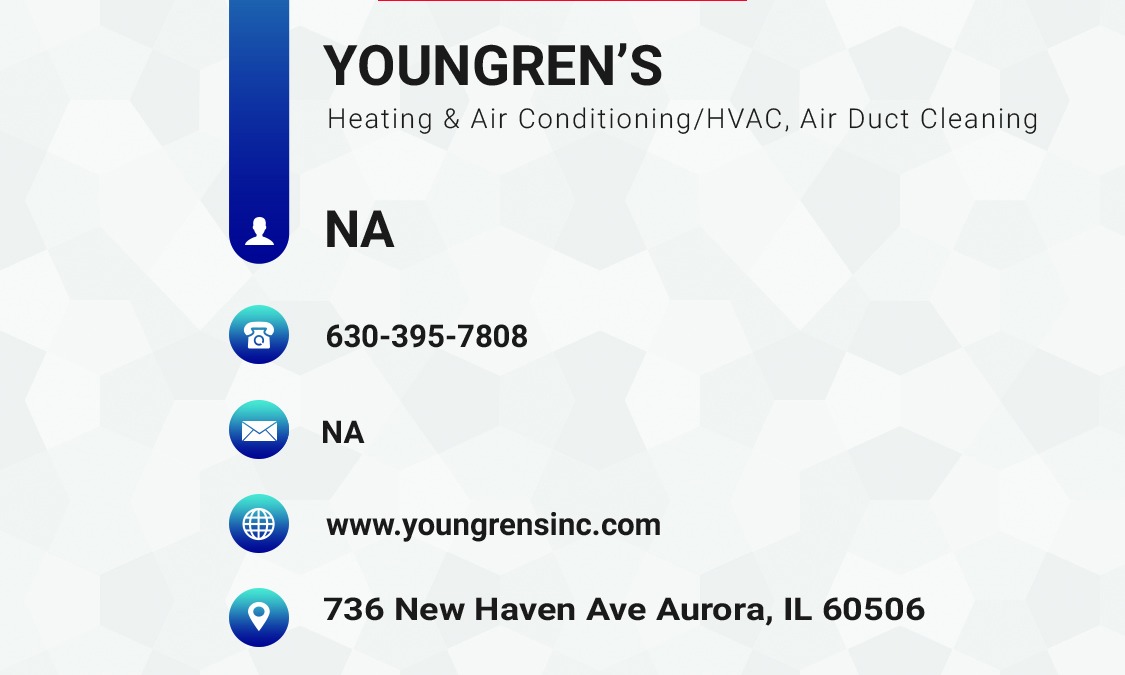 YOUNGREN’S
Heating & Air Conditioning/HVAC, Air Duct Cleaning
NA
630-395-7808
NA
www.youngrensinc.com
736 New Haven Ave Aurora, IL 60506